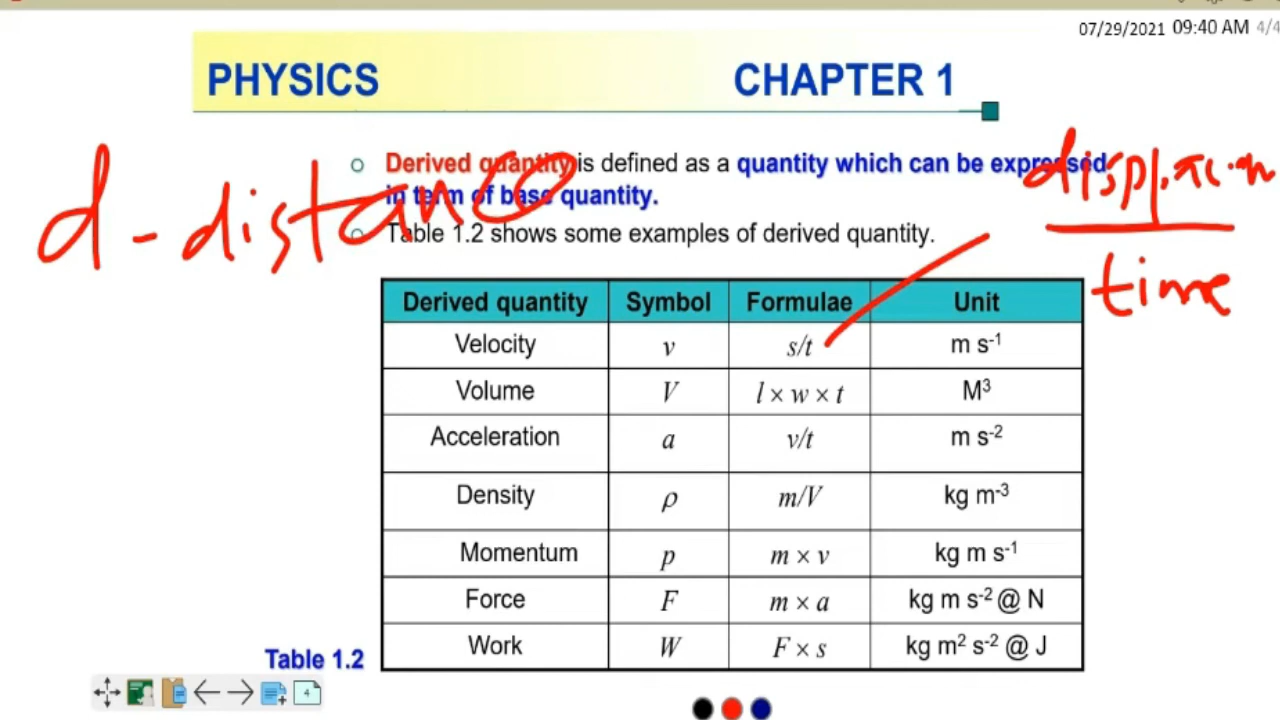 07/29/2021 09:40 AM 4/4
PHYSICS CHAPTER 1
Derived quantity is defined as a quantity which can be expressed
in term of base quantity.
Table 1.2 shows some examples of derived quantity.
d - distance
time
Derived quantity Symbol Formulae Unit
Velocity v s/t m s⁻¹
Volume V l × w × t M³
Acceleration a v/t m s⁻²
Density ρ m/V kg m⁻³
Momentum p m × v kg m s⁻¹
Force F m × a kg m s⁻² @ N
Work W F × s kg m² s⁻² @ J
Table 1.2
4